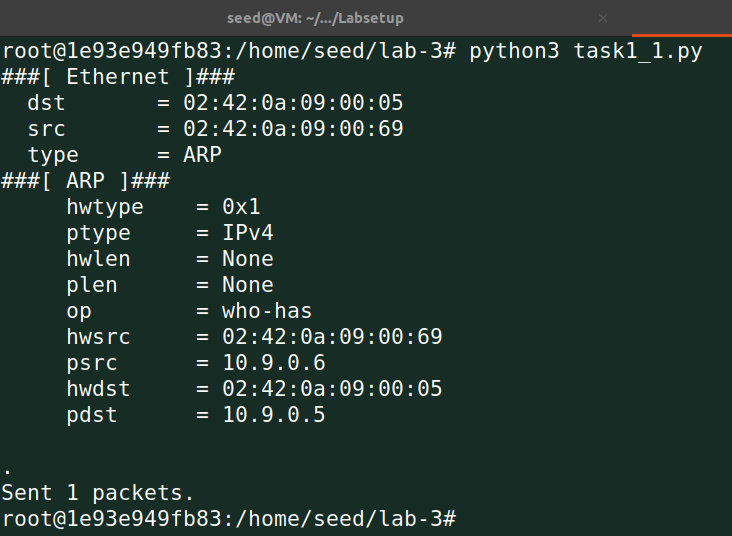 seed@VM: ~/.../Labsetup ×
root@1e93e949fb83:/home/seed/lab-3# python3 task1_1.py
###[ Ethernet ]###
  dst       = 02:42:0a:09:00:05
  src       = 02:42:0a:09:00:69
  type      = ARP
###[ ARP ]###
     hwtype    = 0x1
     ptype     = IPv4
     hwlen     = None
     plen      = None
     op        = who-has
     hwsrc     = 02:42:0a:09:00:69
     psrc      = 10.9.0.6
     hwdst     = 02:42:0a:09:00:05
     pdst      = 10.9.0.5
.
Sent 1 packets.
root@1e93e949fb83:/home/seed/lab-3#